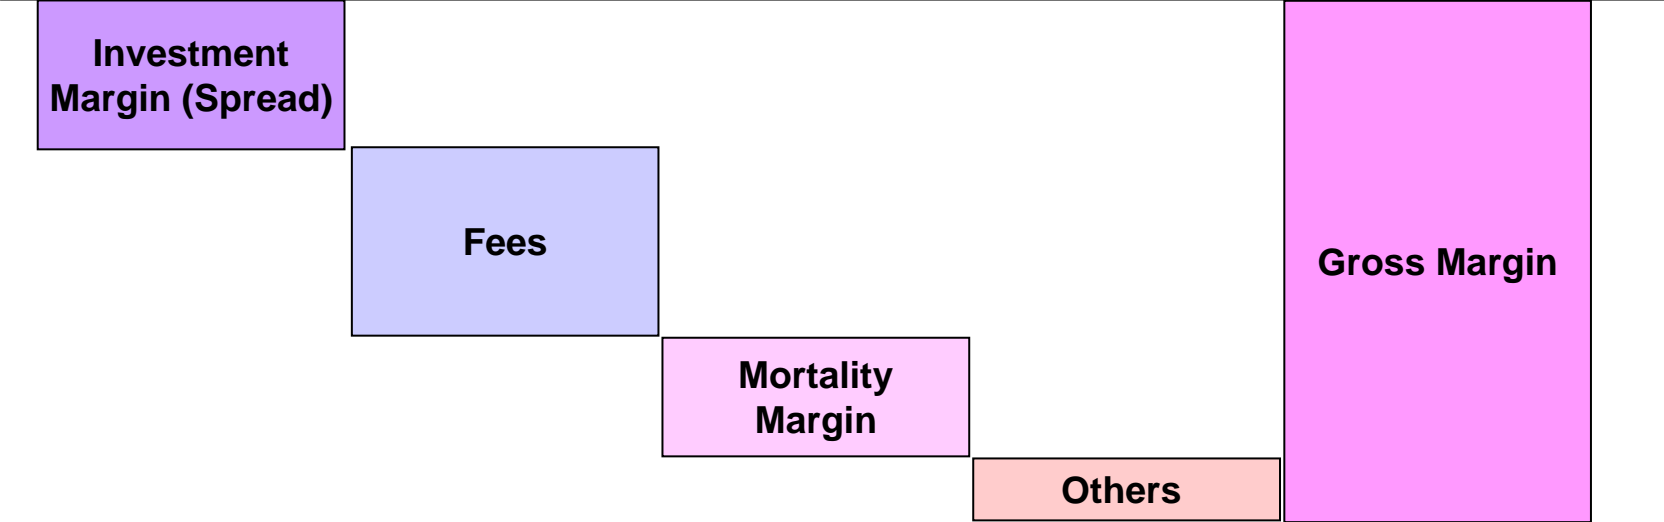 Investment
Margin (Spread)
Fees
Gross Margin
Mortality
Margin
Others